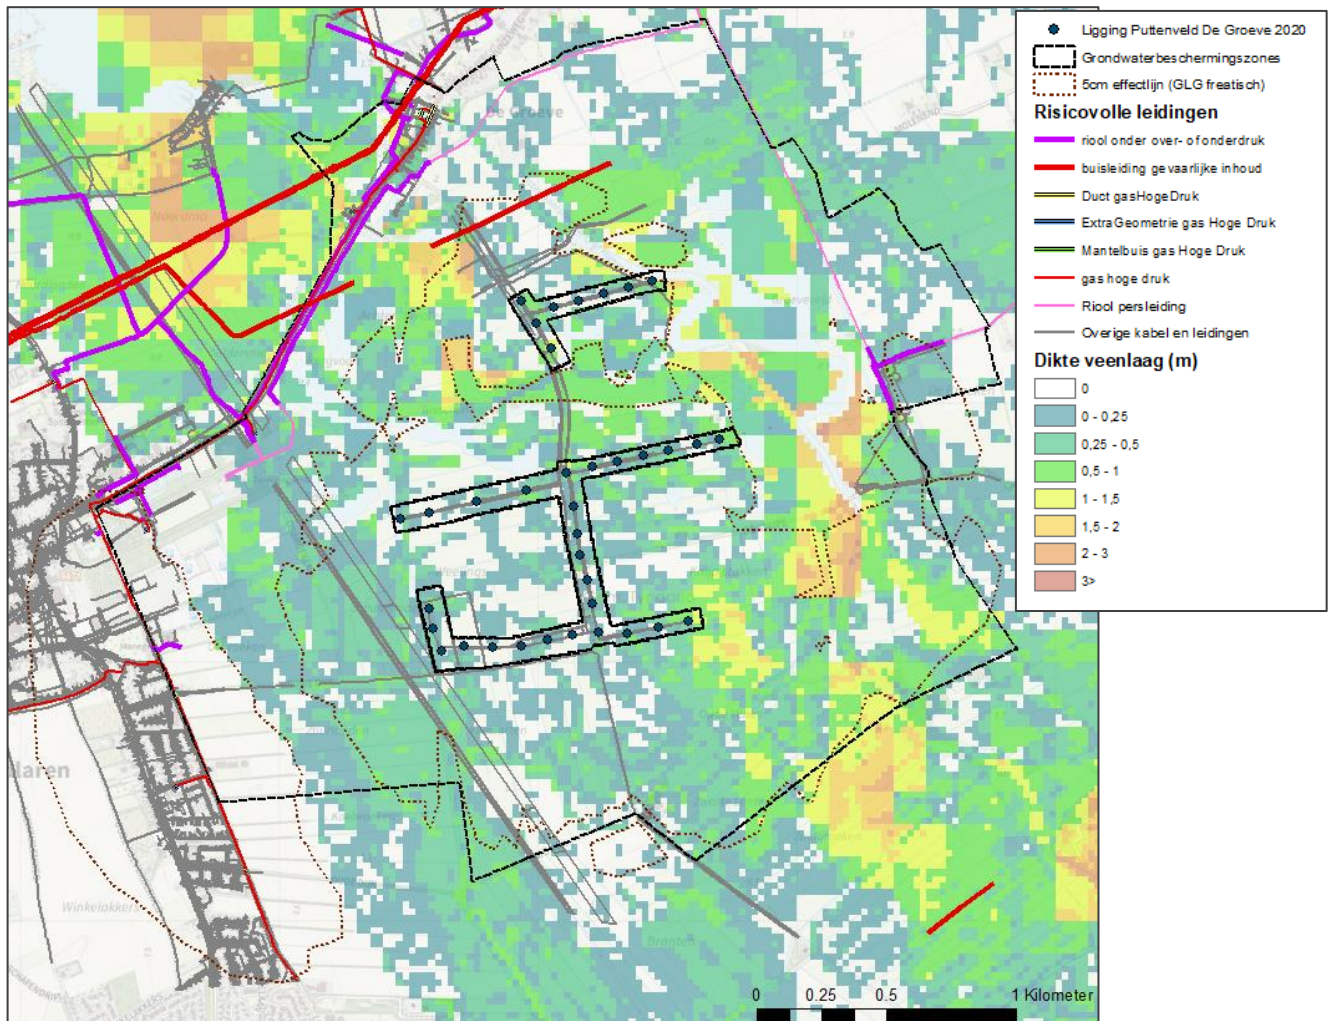 Ligging Puttenveld De Groeve 2020
Grondwaterbeschermingszones
5cm effectlijn (GLG freatisch)
Risicovolle leidingen
riool onder over- of onderdruk
buisleiding gevaarlijke inhoud
Duct gasHogeDruk
ExtraGeometrie gas Hoge Druk
Mantelbuis gas Hoge Druk
gas hoge druk
Riool persleiding
Overige kabel en leidingen
Dikte veenlaag (m)
0
0 - 0,25
0,25 - 0,5
0,5 - 1
1 - 1,5
1,5 - 2
2 - 3
3>
De Groeve
Haren
Winkelakkers
Bronten
0 0.25 0.5 1 Kilometer